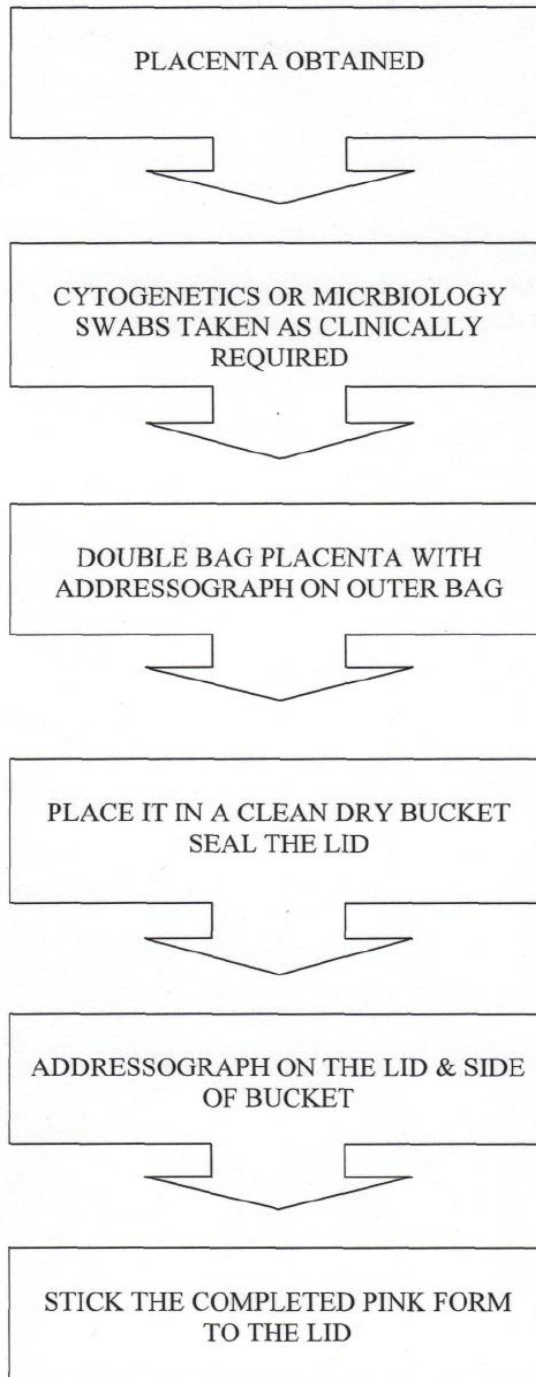 PLACENTA OBTAINED
CYTOGENETICS OR MICRBIOLOGY
SWABS TAKEN AS CLINICALLY
REQUIRED
DOUBLE BAG PLACENTA WITH
ADDRESSOGRAPH ON OUTER BAG
PLACE IT IN A CLEAN DRY BUCKET
SEAL THE LID
ADDRESSOGRAPH ON THE LID & SIDE
OF BUCKET
STICK THE COMPLETED PINK FORM
TO THE LID